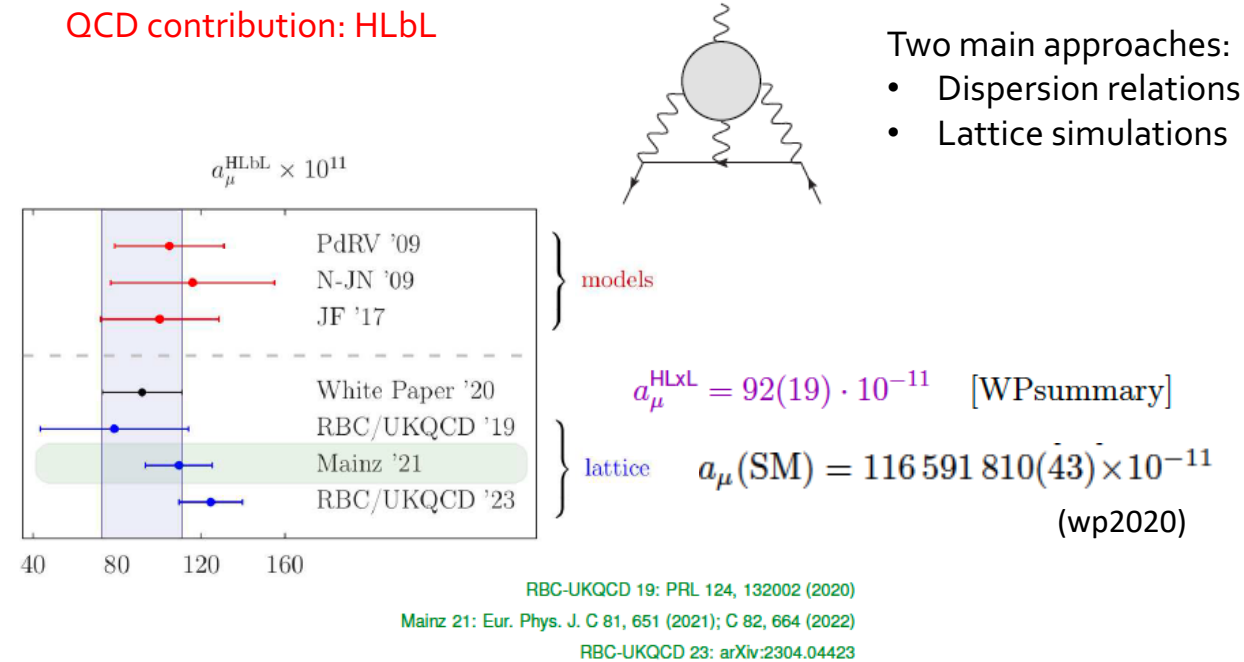 QCD contribution: HLbL
Two main approaches:
• Dispersion relations
• Lattice simulations
a_μ^HLbL × 10^11
PdRV '09
N-JN '09
JF '17
models
White Paper '20
RBC/UKQCD '19
Mainz '21
RBC/UKQCD '23
lattice
40 80 120 160
a_μ^HLxL = 92(19) · 10^−11 [WPsummary]
a_μ(SM) = 116 591 810(43)×10^−11
(wp2020)
RBC-UKQCD 19: PRL 124, 132002 (2020)
Mainz 21: Eur. Phys. J. C 81, 651 (2021); C 82, 664 (2022)
RBC-UKQCD 23: arXiv:2304.04423